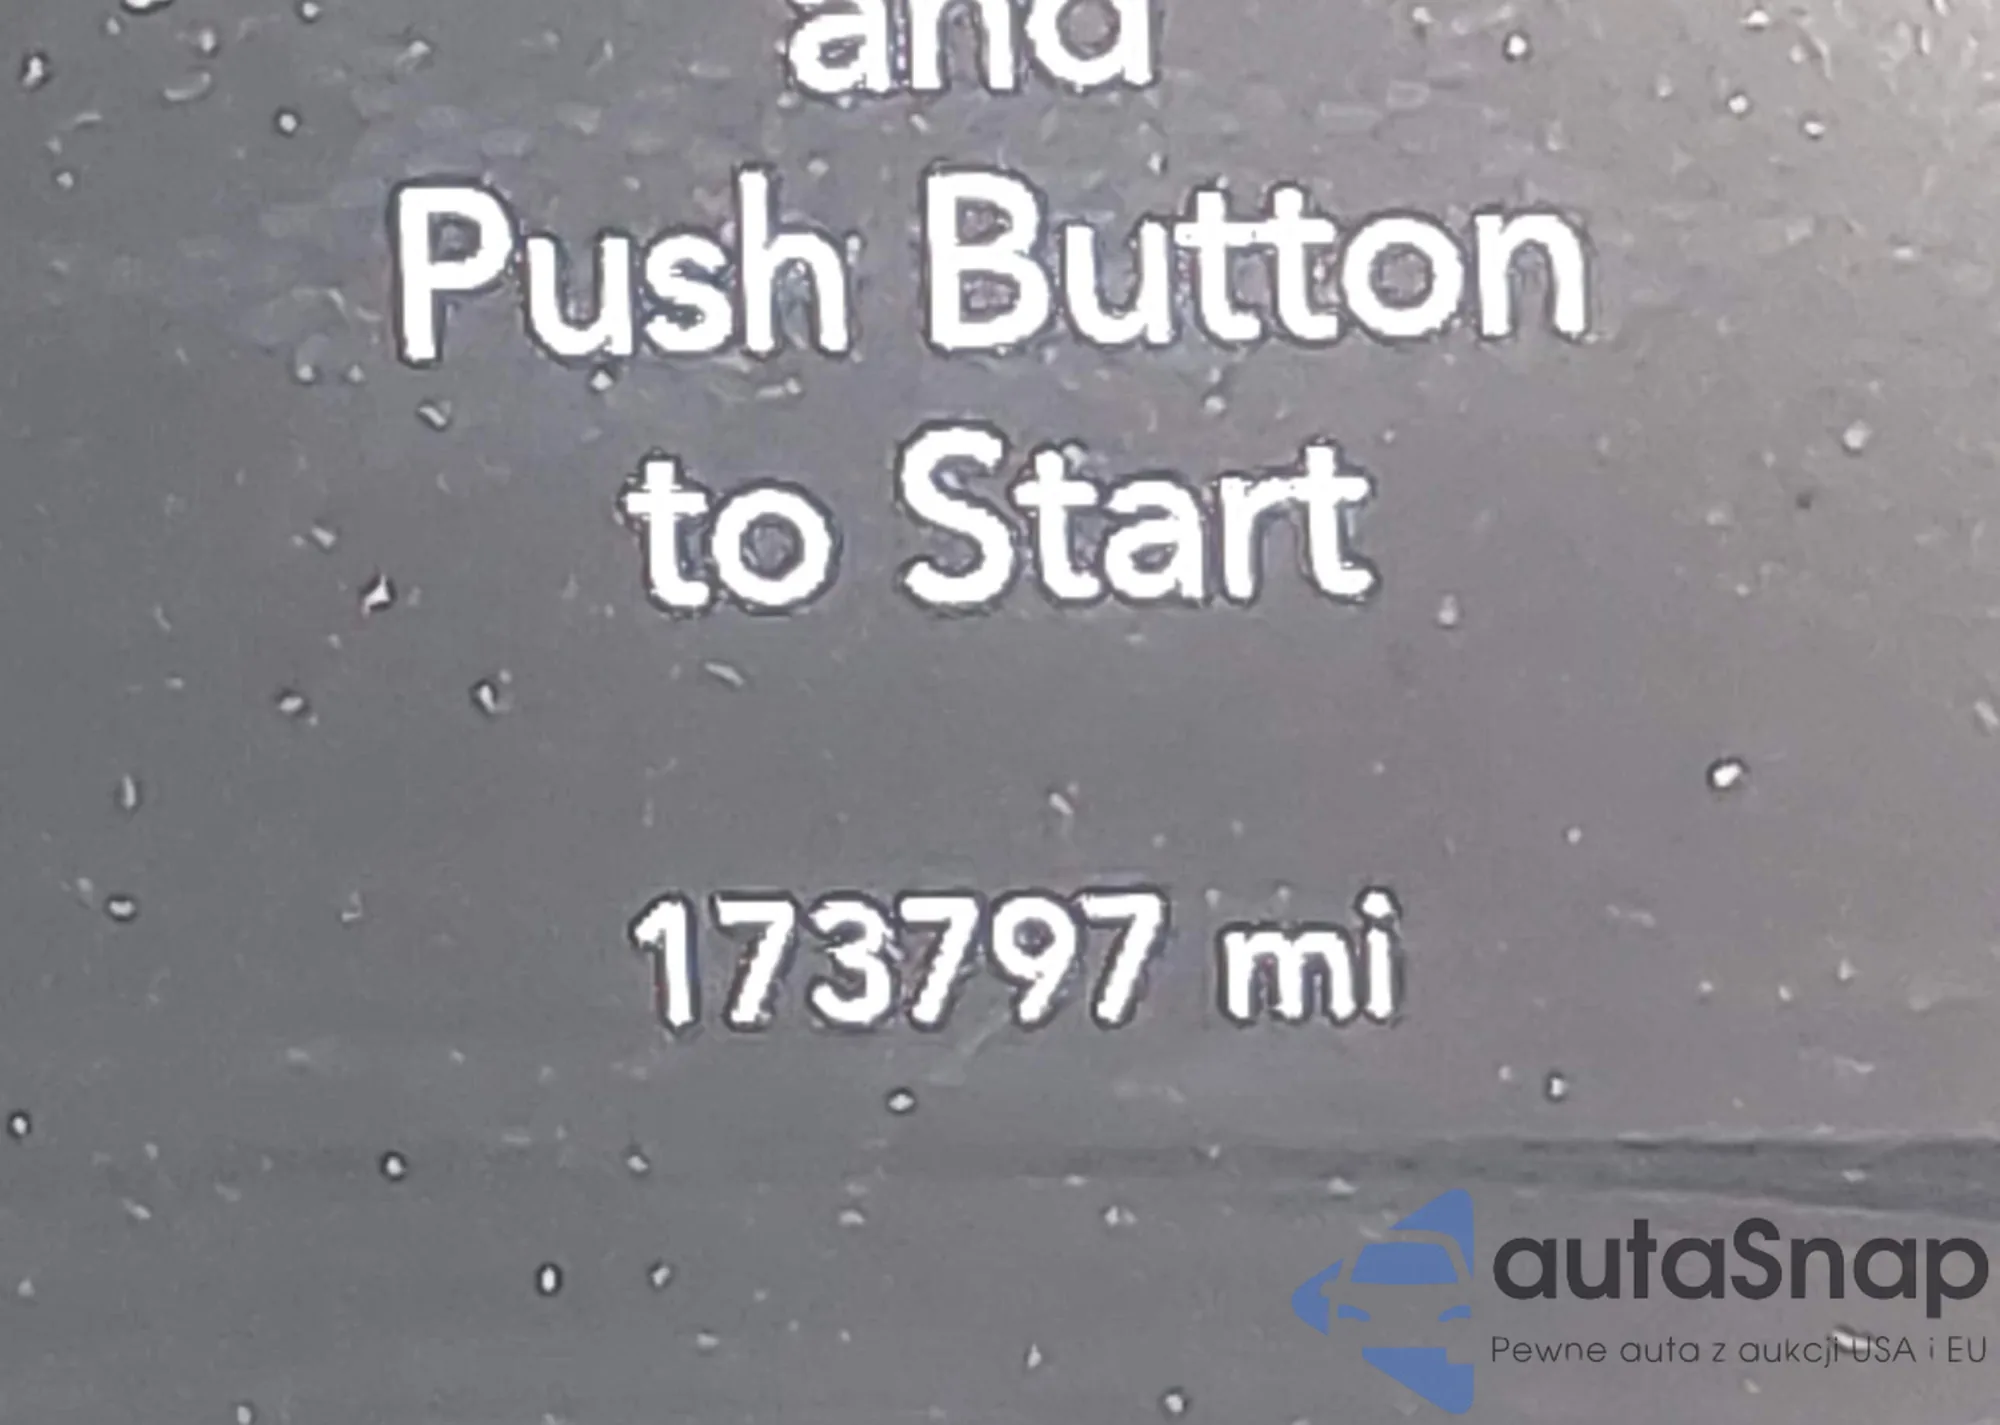 and
Push Button
to Start
173797 mi
autaSnap
Pewne auta z aukcji USA i EU